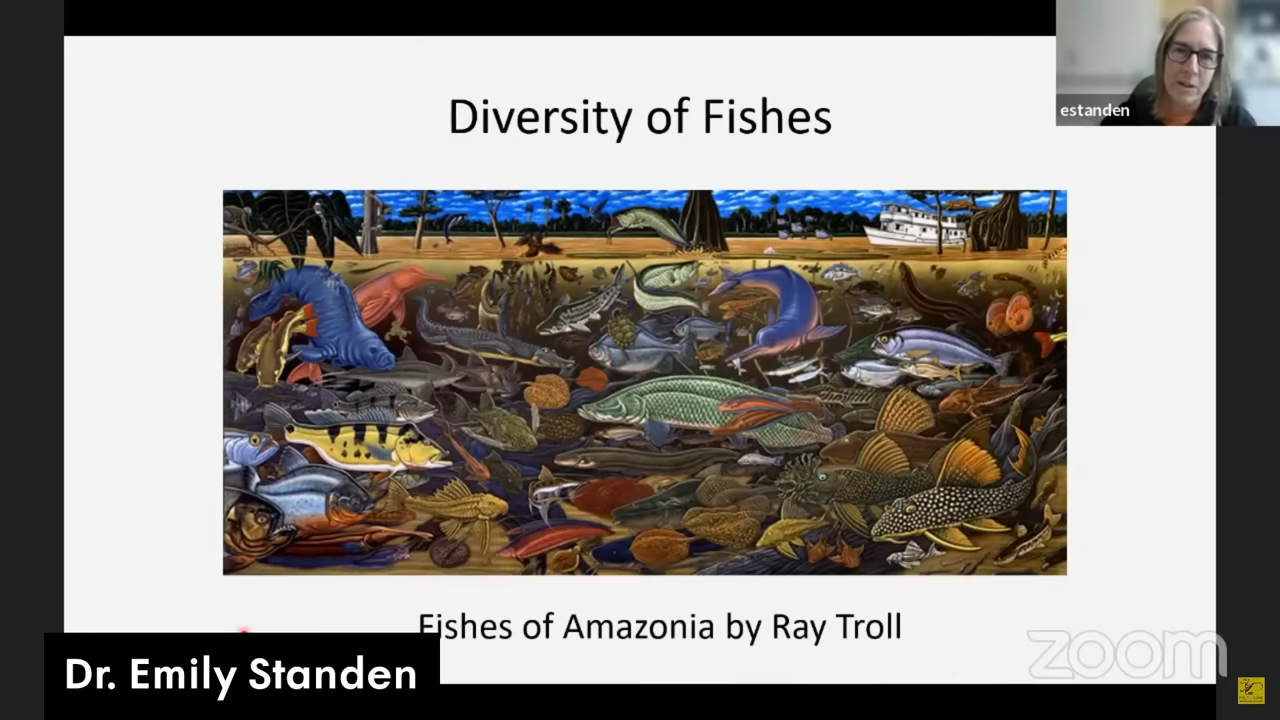 Diversity of Fishes
estanden
Fishes of Amazonia by Ray Troll
Dr. Emily Standen
zoom